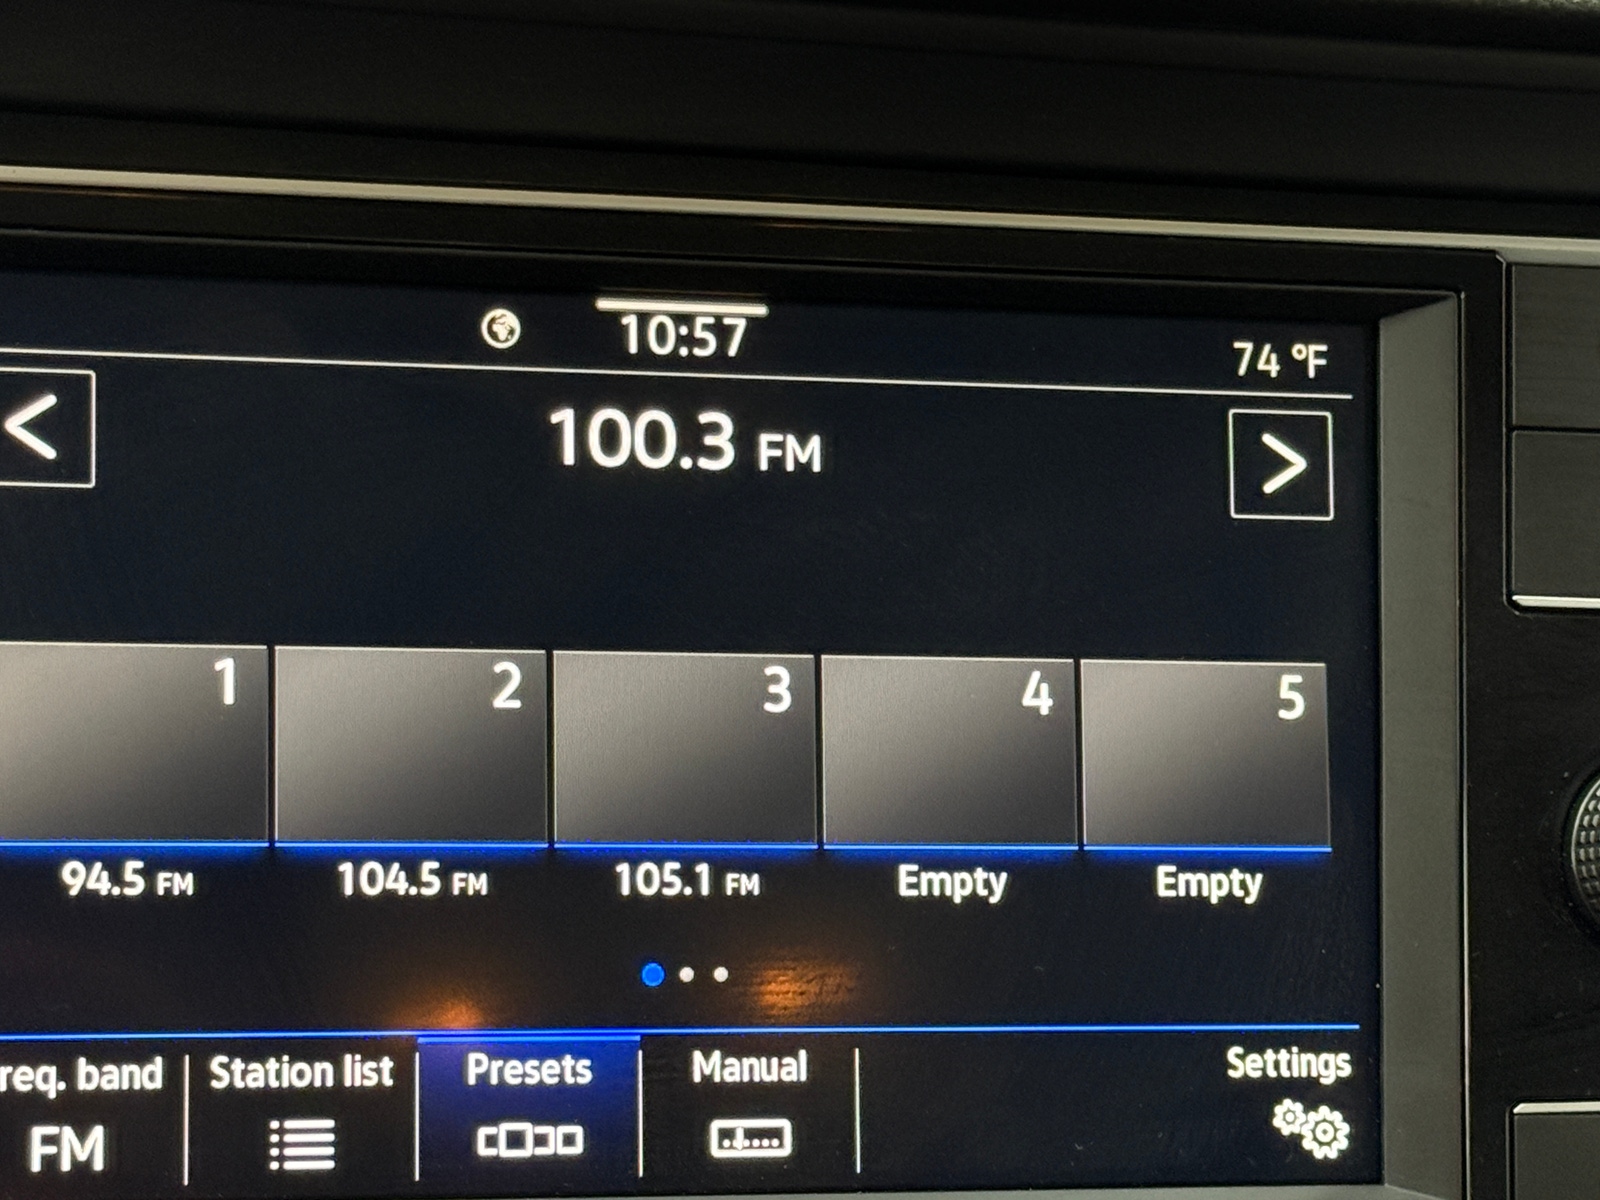 10:57
74 °F
100.3 FM
1 2 3 4 5
94.5 FM 104.5 FM 105.1 FM Empty Empty
req. band Station list Presets Manual Settings
FM